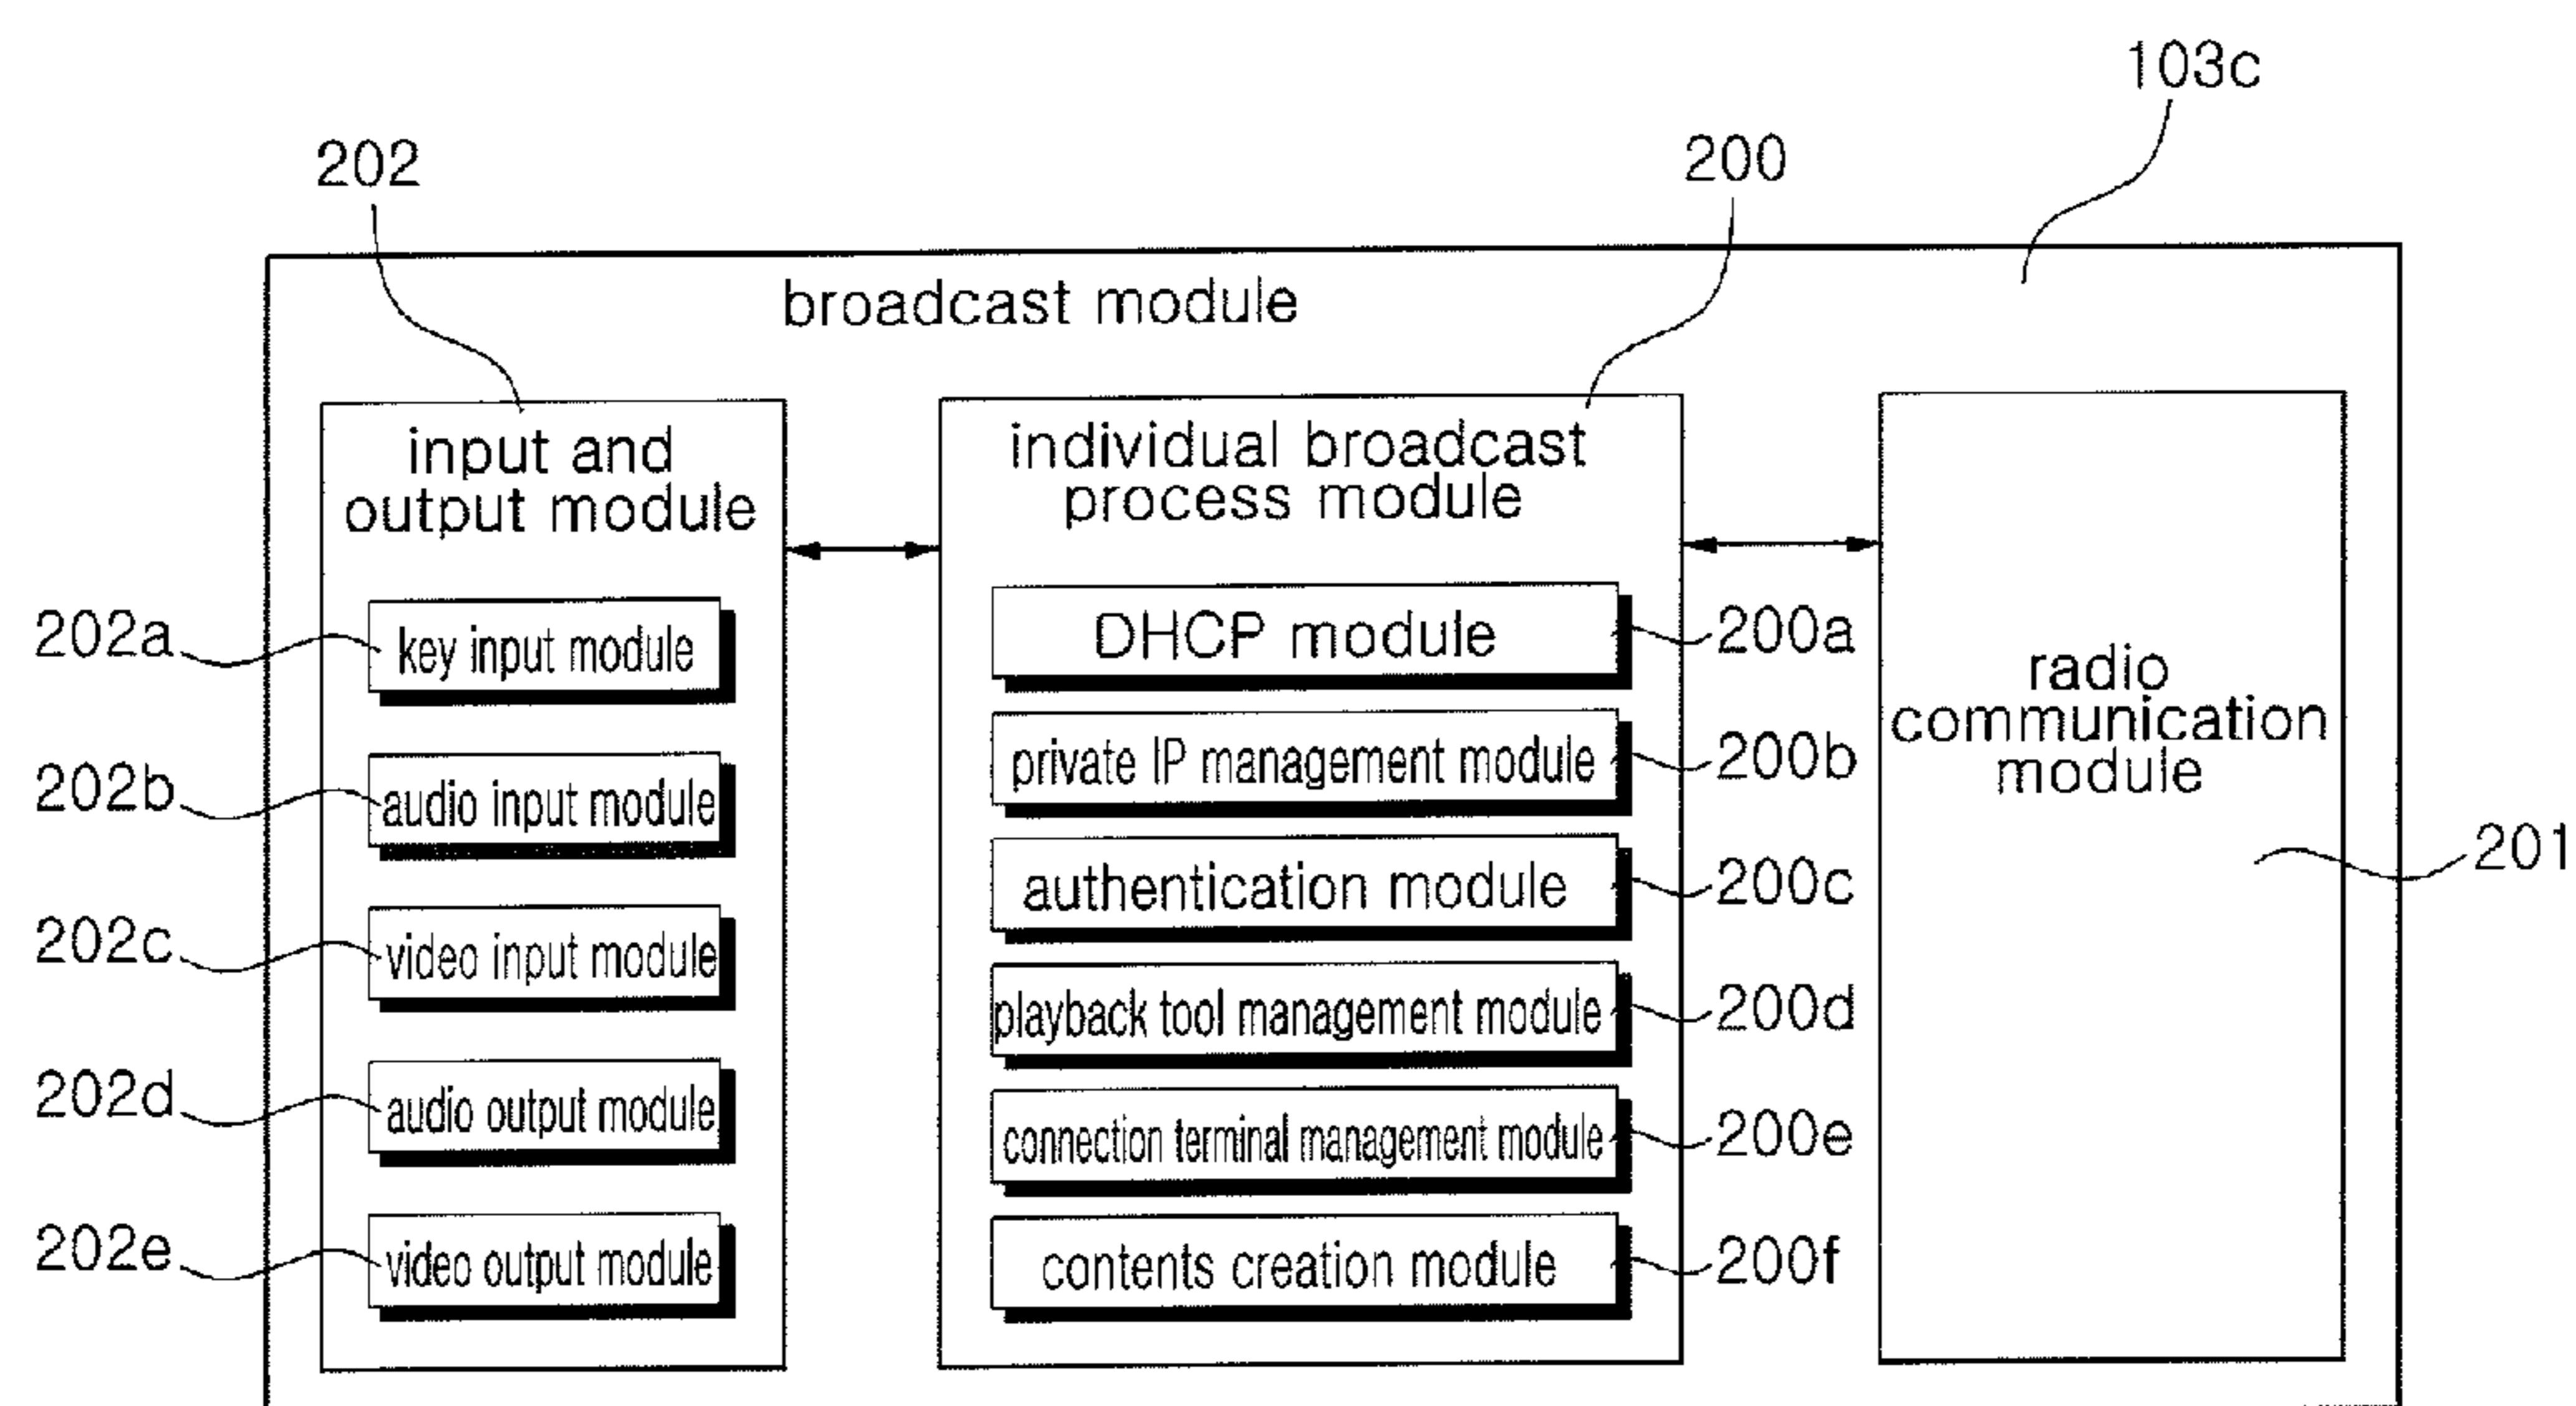 103c
202
200
broadcast module
input and
output module
202a
key input module
202b
audio input module
202c
video input module
202d
audio output module
202e
video output module
individual broadcast
process module
DHCP module
200a
private IP management module
200b
authentication module
200c
playback tool management module
200d
connection terminal management module
200e
contents creation module
200f
radio
communication
module
201